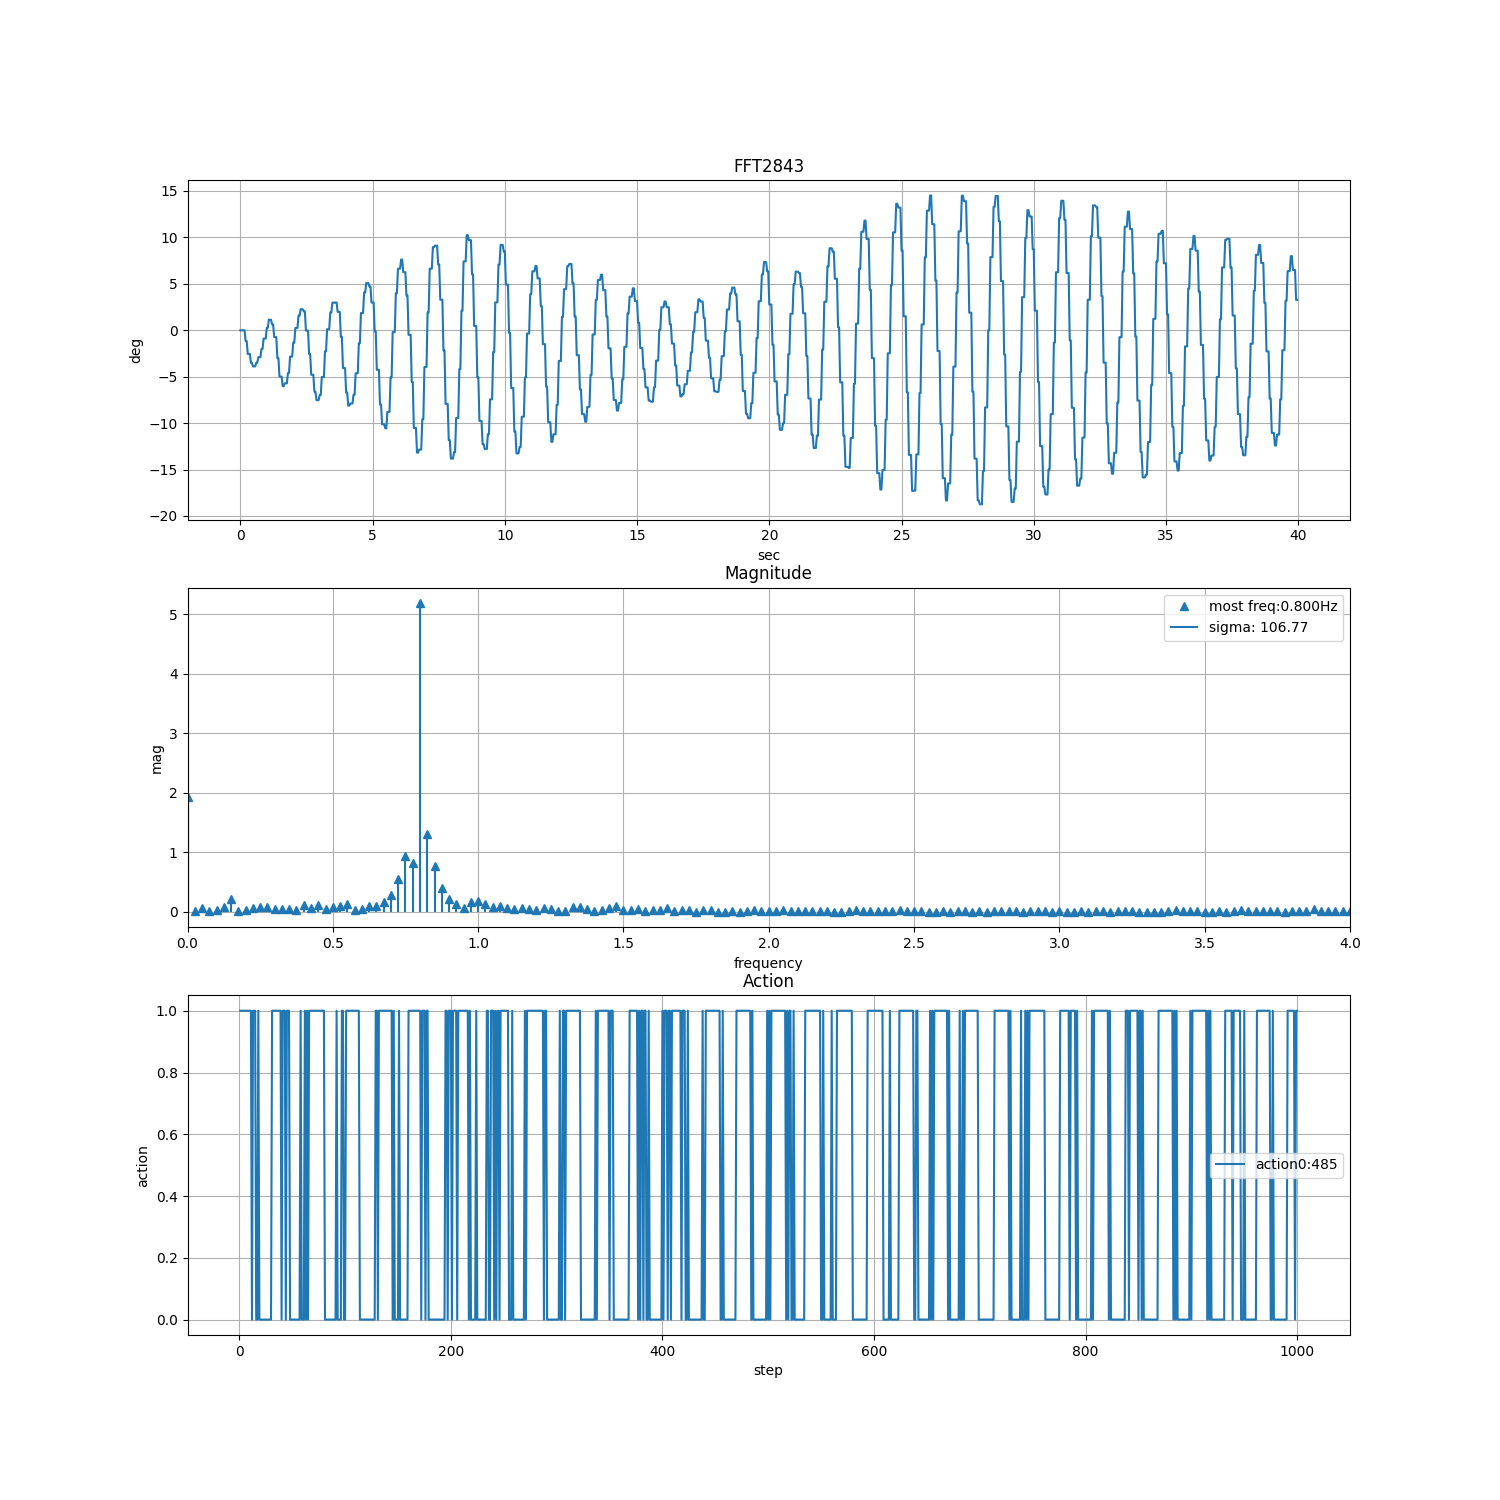 FFT2843
15
10
5
0
−5
−10
−15
−20
deg
0 5 10 15 20 25 30 35 40
sec
Magnitude
most freq:0.800Hz
sigma: 106.77
5
4
3
2
1
0
mag
0.0 0.5 1.0 1.5 2.0 2.5 3.0 3.5 4.0
frequency
Action
1.0
0.8
0.6
0.4
0.2
0.0
action
action0:485
0 200 400 600 800 1000
step